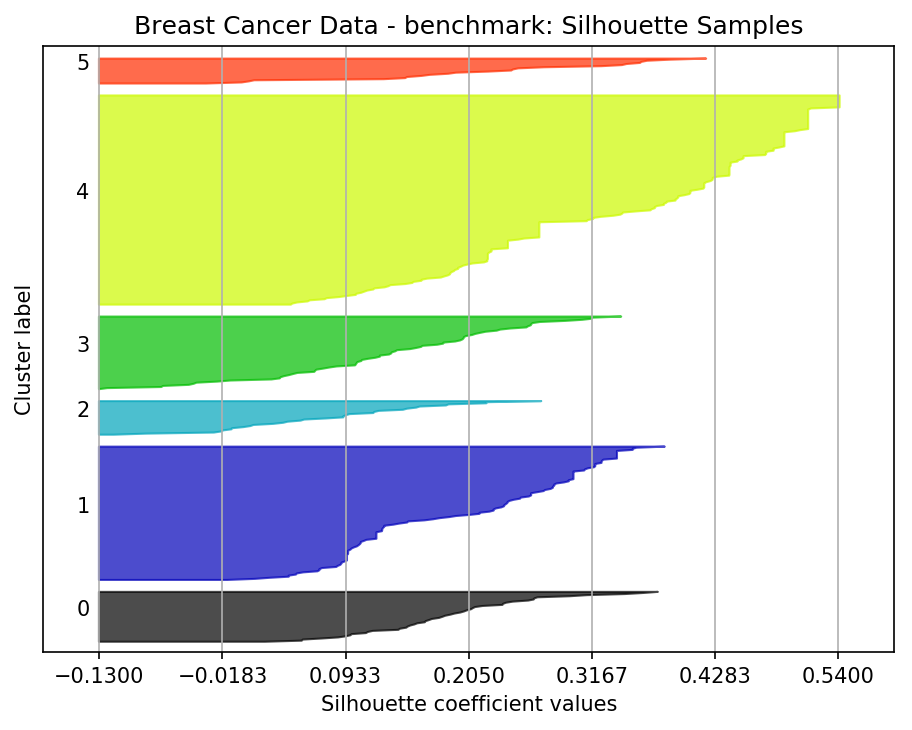 Breast Cancer Data - benchmark: Silhouette Samples
5
4
3
2
1
0
Cluster label
−0.1300 −0.0183 0.0933 0.2050 0.3167 0.4283 0.5400
Silhouette coefficient values